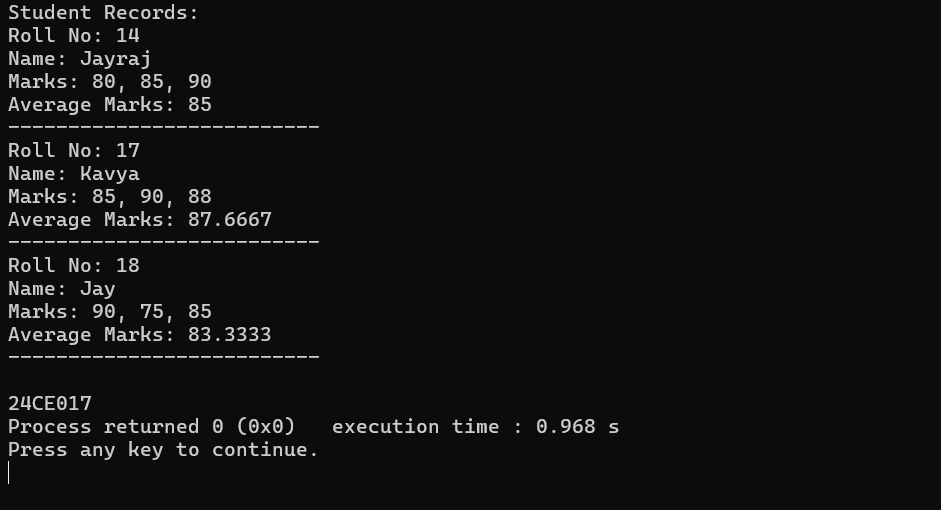 Student Records:
Roll No: 14
Name: Jayraj
Marks: 80, 85, 90
Average Marks: 85
--------------------------
Roll No: 17
Name: Kavya
Marks: 85, 90, 88
Average Marks: 87.6667
--------------------------
Roll No: 18
Name: Jay
Marks: 90, 75, 85
Average Marks: 83.3333
--------------------------
24CE017
Process returned 0 (0x0)   execution time : 0.968 s
Press any key to continue.